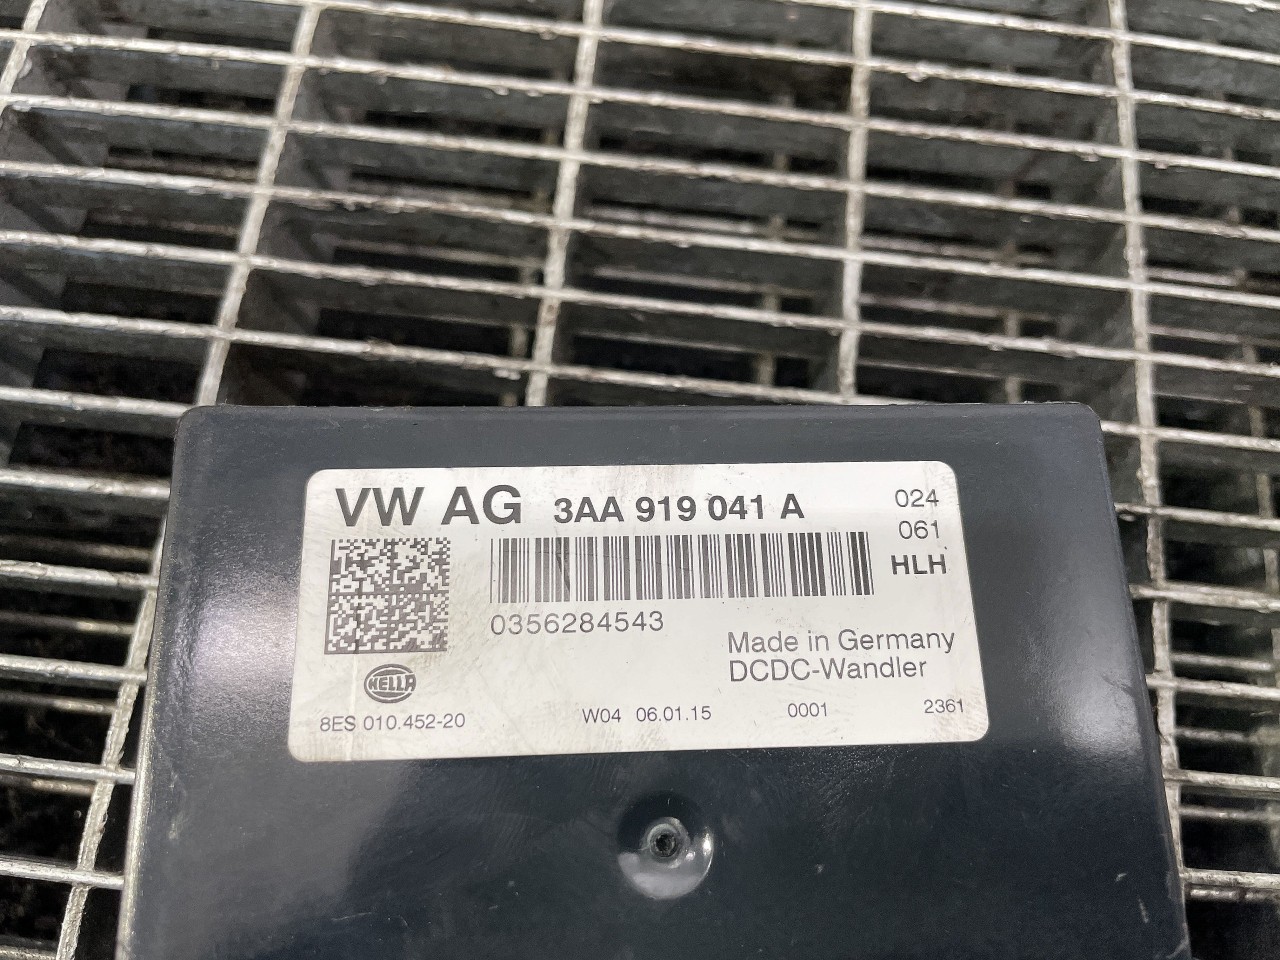 VW AG 3AA 919 041 A 024
061
HLH
0356284543
Made in Germany
DCDC-Wandler
HELLA
8ES 010.452-20 W04 06.01.15 0001 2361